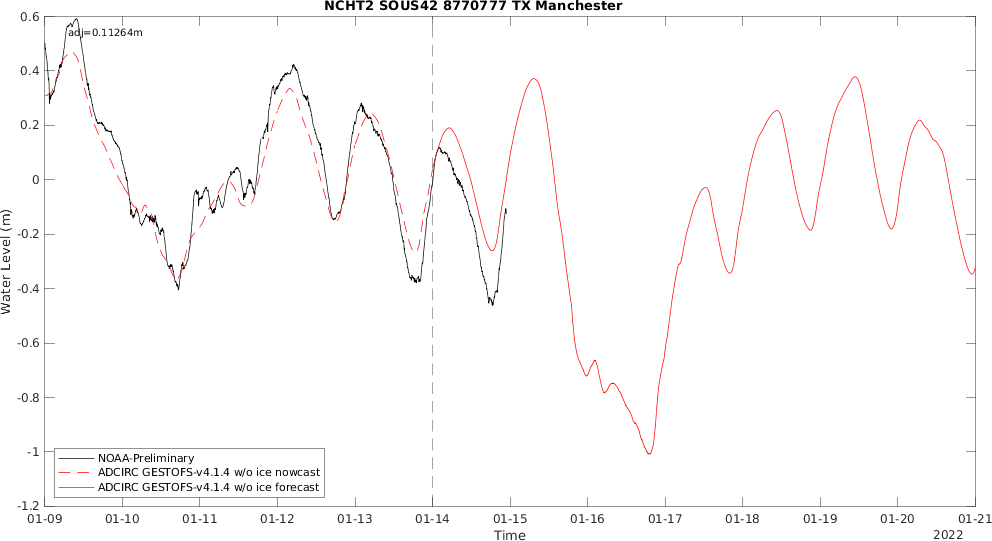 NCHT2 SOUS42 8770777 TX Manchester
adj=0.11264m
0.6
0.4
0.2
0
-0.2
-0.4
-0.6
-0.8
-1
-1.2
Water Level (m)
NOAA-Preliminary
ADCIRC GESTOFS-v4.1.4 w/o ice nowcast
ADCIRC GESTOFS-v4.1.4 w/o ice forecast
01-09 01-10 01-11 01-12 01-13 01-14 01-15 01-16 01-17 01-18 01-19 01-20 01-21
Time
2022